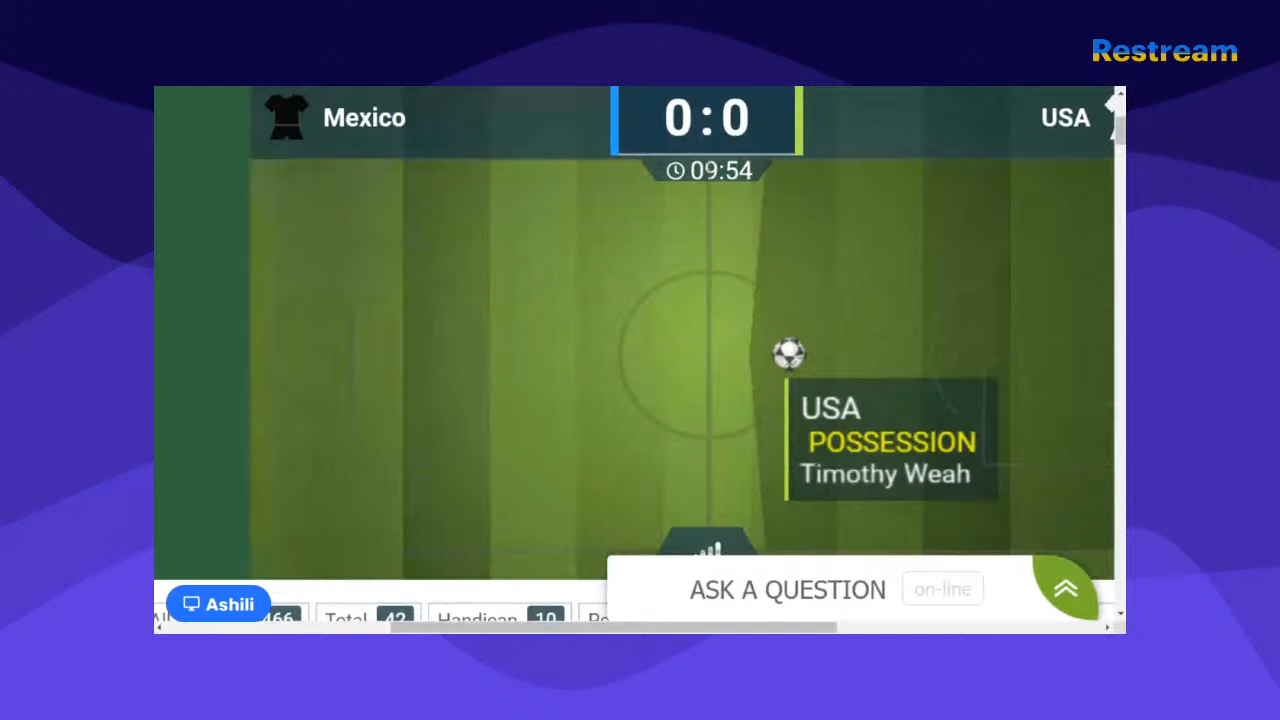 Restream
Mexico
0:0
USA
09:54
USA
POSSESSION
Timothy Weah
ASK A QUESTION
on-line
Ashili
466
Total 42
Handicap 10